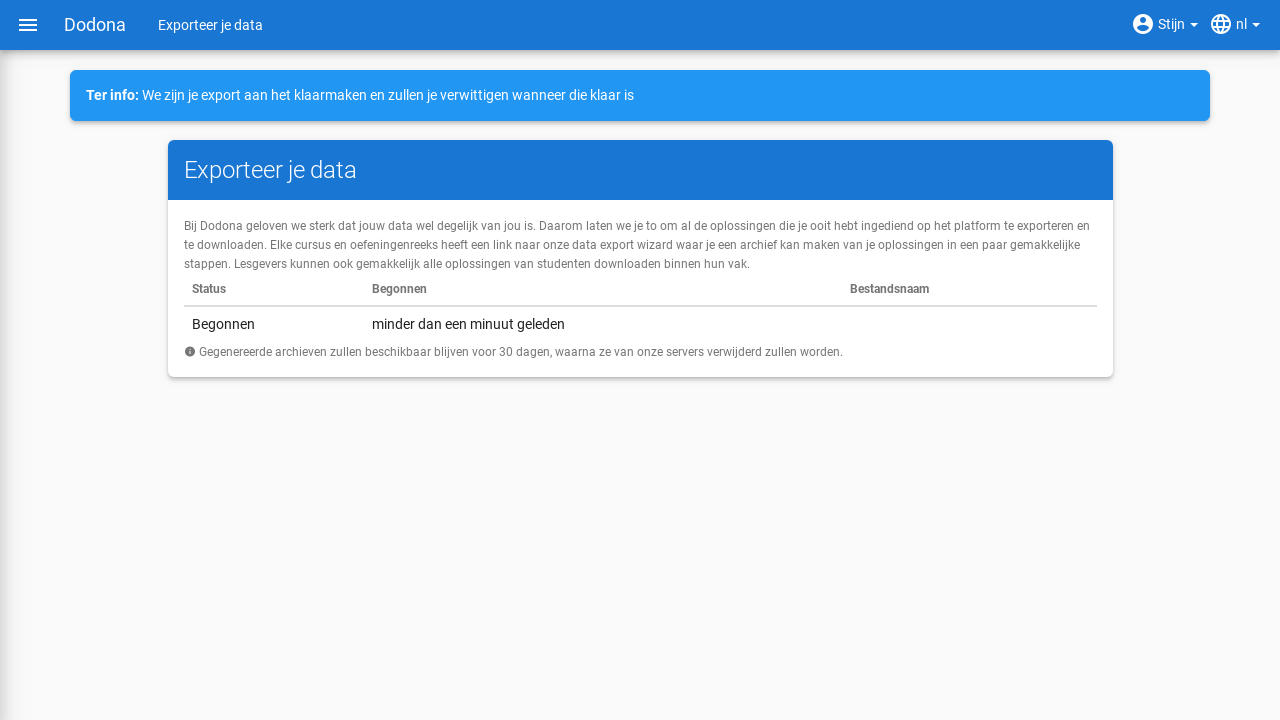 Dodona
Exporteer je data
Stijn
nl
Ter info: We zijn je export aan het klaarmaken en zullen je verwittigen wanneer die klaar is
Exporteer je data
Bij Dodona geloven we sterk dat jouw data wel degelijk van jou is. Daarom laten we je to om al de oplossingen die je ooit hebt ingediend op het platform te exporteren en
te downloaden. Elke cursus en oefeningenreeks heeft een link naar onze data export wizard waar je een archief kan maken van je oplossingen in een paar gemakkelijke
stappen. Lesgevers kunnen ook gemakkelijk alle oplossingen van studenten downloaden binnen hun vak.
Status Begonnen Bestandsnaam
Begonnen minder dan een minuut geleden
Gegenereerde archieven zullen beschikbaar blijven voor 30 dagen, waarna ze van onze servers verwijderd zullen worden.